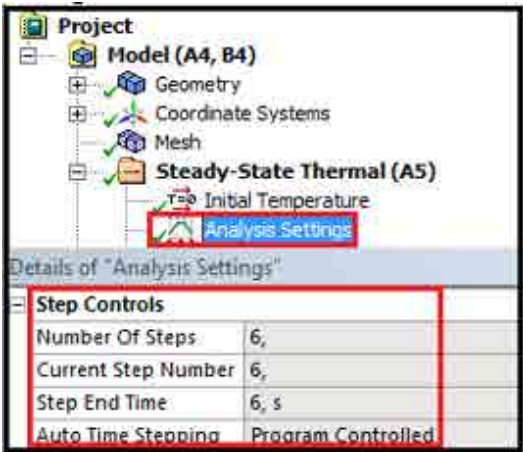 Project
Model (A4, B4)
Geometry
Coordinate Systems
Mesh
Steady-State Thermal (A5)
T=0 Initial Temperature
Analysis Settings
Details of "Analysis Settings"
Step Controls
Number Of Steps 6,
Current Step Number 6,
Step End Time 6, s
Auto Time Stepping Program Controlled